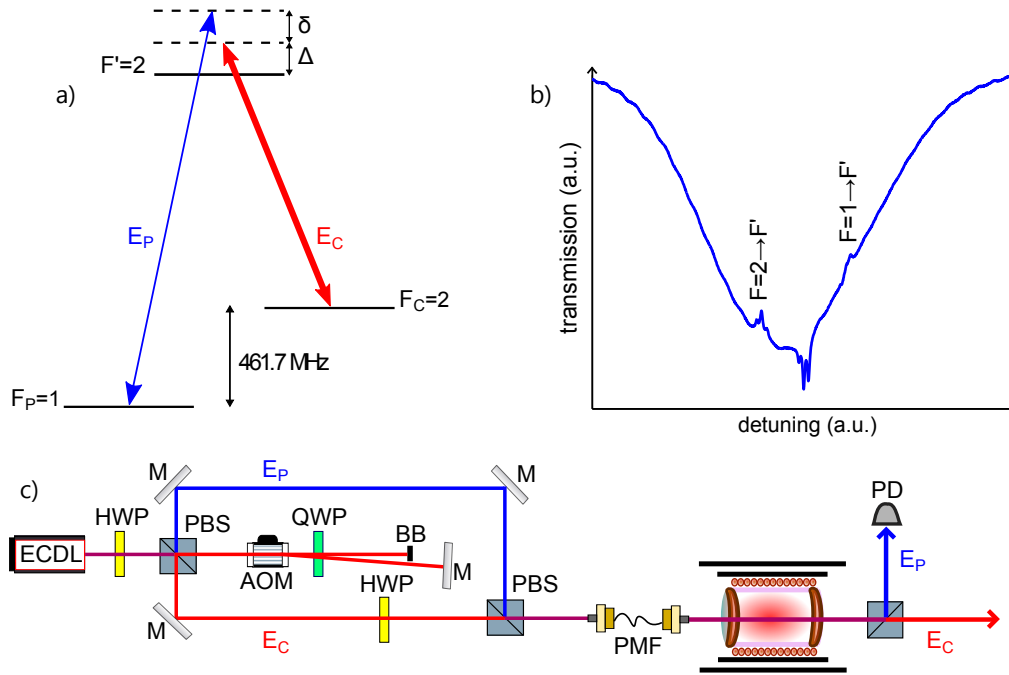 a)
δ
Δ
F'=2
E_P
E_C
F_C=2
461.7 MHz
F_P=1
b)
transmission (a.u.)
F=2→F'
F=1→F'
detuning (a.u.)
c)
M
E_P
M
HWP
PBS
QWP
BB
ECDL
AOM
M
HWP
PBS
M
E_C
PMF
PD
E_P
E_C